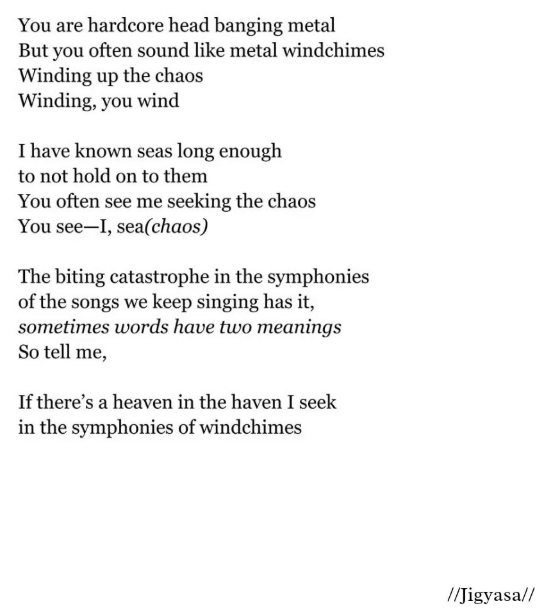 You are hardcore head banging metal
But you often sound like metal windchimes
Winding up the chaos
Winding, you wind
I have known seas long enough
to not hold on to them
You often see me seeking the chaos
You see—I, sea(chaos)
The biting catastrophe in the symphonies
of the songs we keep singing has it,
sometimes words have two meanings
So tell me,
If there’s a heaven in the haven I seek
in the symphonies of windchimes
//Jigyasa//